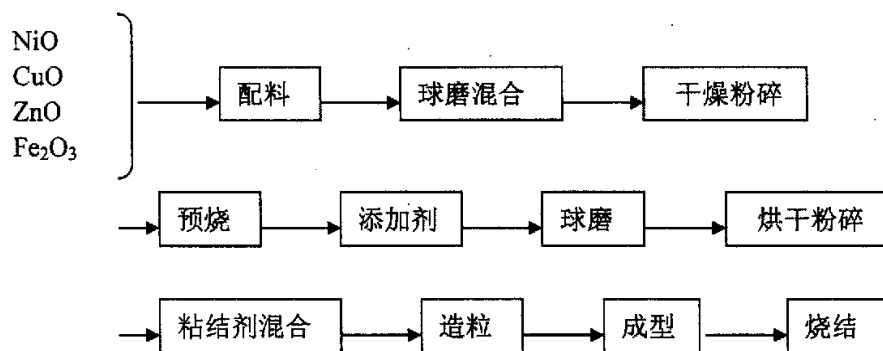 NiO
CuO
ZnO
Fe₂O₃
配料
球磨混合
干燥粉碎
预烧
添加剂
球磨
烘干粉碎
粘结剂混合
造粒
成型
烧结